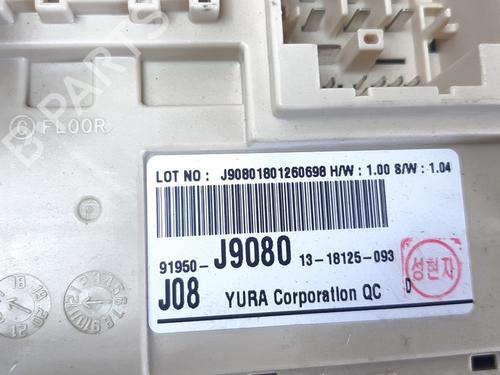 B-PARTS
FLOOR
LOT NO : J90801801260698 H/W : 1.00 S/W : 1.04
91950-J9080 13-18125-093
J08 YURA Corporation QC D
성현자